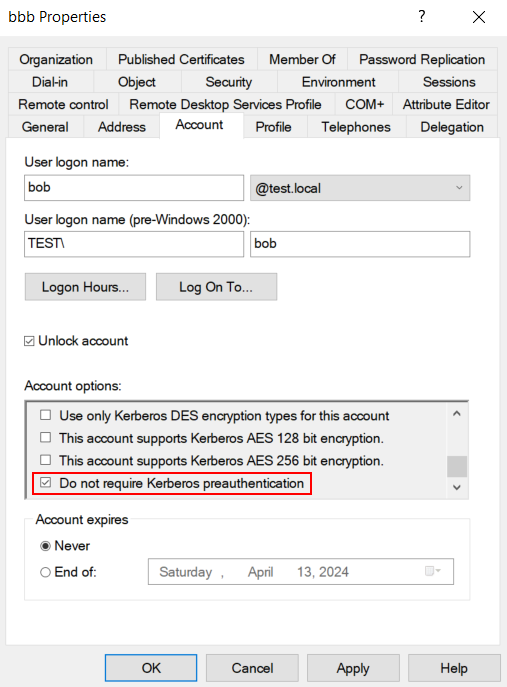 bbb Properties
?
Organization Published Certificates Member Of Password Replication
Dial-in Object Security Environment Sessions
Remote control Remote Desktop Services Profile COM+ Attribute Editor
General Address Account Profile Telephones Delegation
User logon name:
bob @test.local
User logon name (pre-Windows 2000):
TEST\ bob
Logon Hours... Log On To...
Unlock account
Account options:
Use only Kerberos DES encryption types for this account
This account supports Kerberos AES 128 bit encryption.
This account supports Kerberos AES 256 bit encryption.
Do not require Kerberos preauthentication
Account expires
Never
End of: Saturday , April 13, 2024
OK Cancel Apply Help